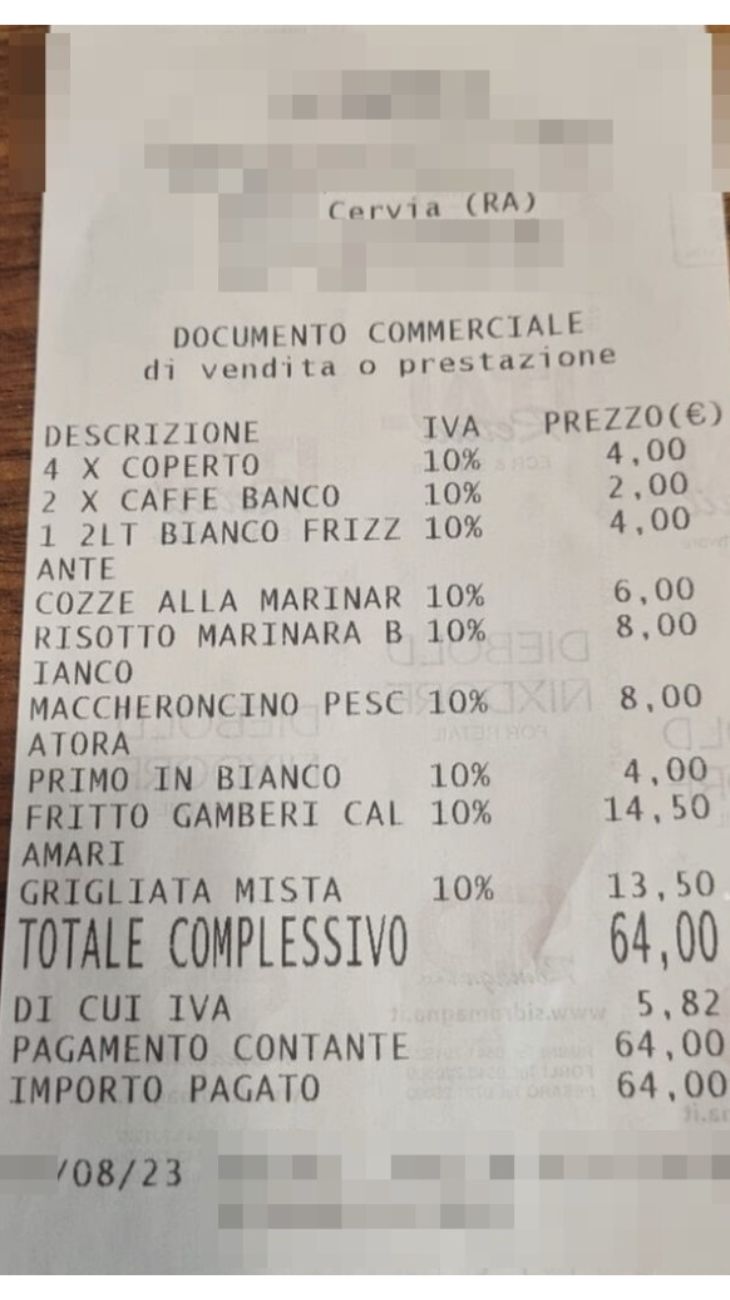 Cervia (RA)
DOCUMENTO COMMERCIALE
di vendita o prestazione
DESCRIZIONE IVA PREZZO(€)
4 X COPERTO 10% 4,00
2 X CAFFE BANCO 10% 2,00
1 2LT BIANCO FRIZZ 10% 4,00
ANTE
COZZE ALLA MARINAR 10% 6,00
RISOTTO MARINARA B 10% 8,00
IANCO
MACCHERONCINO PESC 10% 8,00
ATORA
PRIMO IN BIANCO 10% 4,00
FRITTO GAMBERI CAL 10% 14,50
AMARI
GRIGLIATA MISTA 10% 13,50
TOTALE COMPLESSIVO 64,00
DI CUI IVA 5,82
PAGAMENTO CONTANTE 64,00
IMPORTO PAGATO 64,00
/08/23